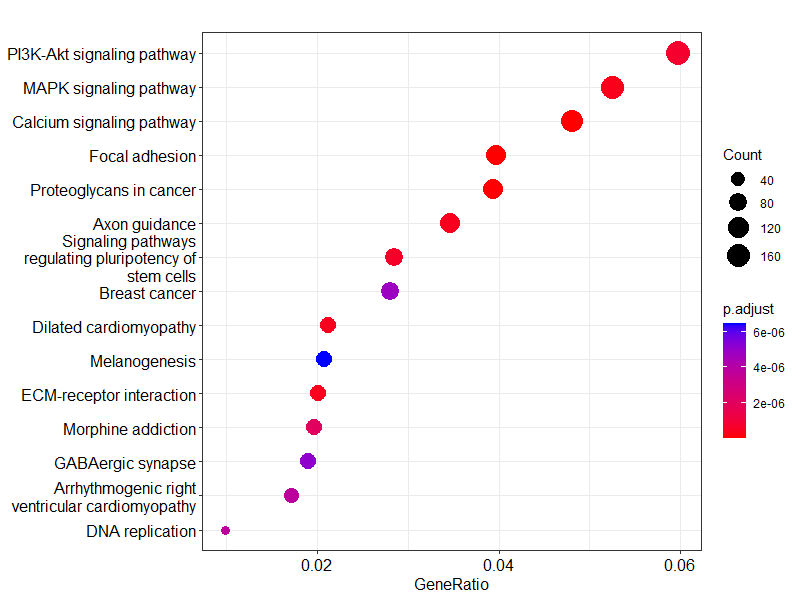 PI3K-Akt signaling pathway
MAPK signaling pathway
Calcium signaling pathway
Focal adhesion
Proteoglycans in cancer
Axon guidance
Signaling pathways
regulating pluripotency of
stem cells
Breast cancer
Dilated cardiomyopathy
Melanogenesis
ECM-receptor interaction
Morphine addiction
GABAergic synapse
Arrhythmogenic right
ventricular cardiomyopathy
DNA replication
0.02
0.04
0.06
GeneRatio
Count
40
80
120
160
p.adjust
6e-06
4e-06
2e-06